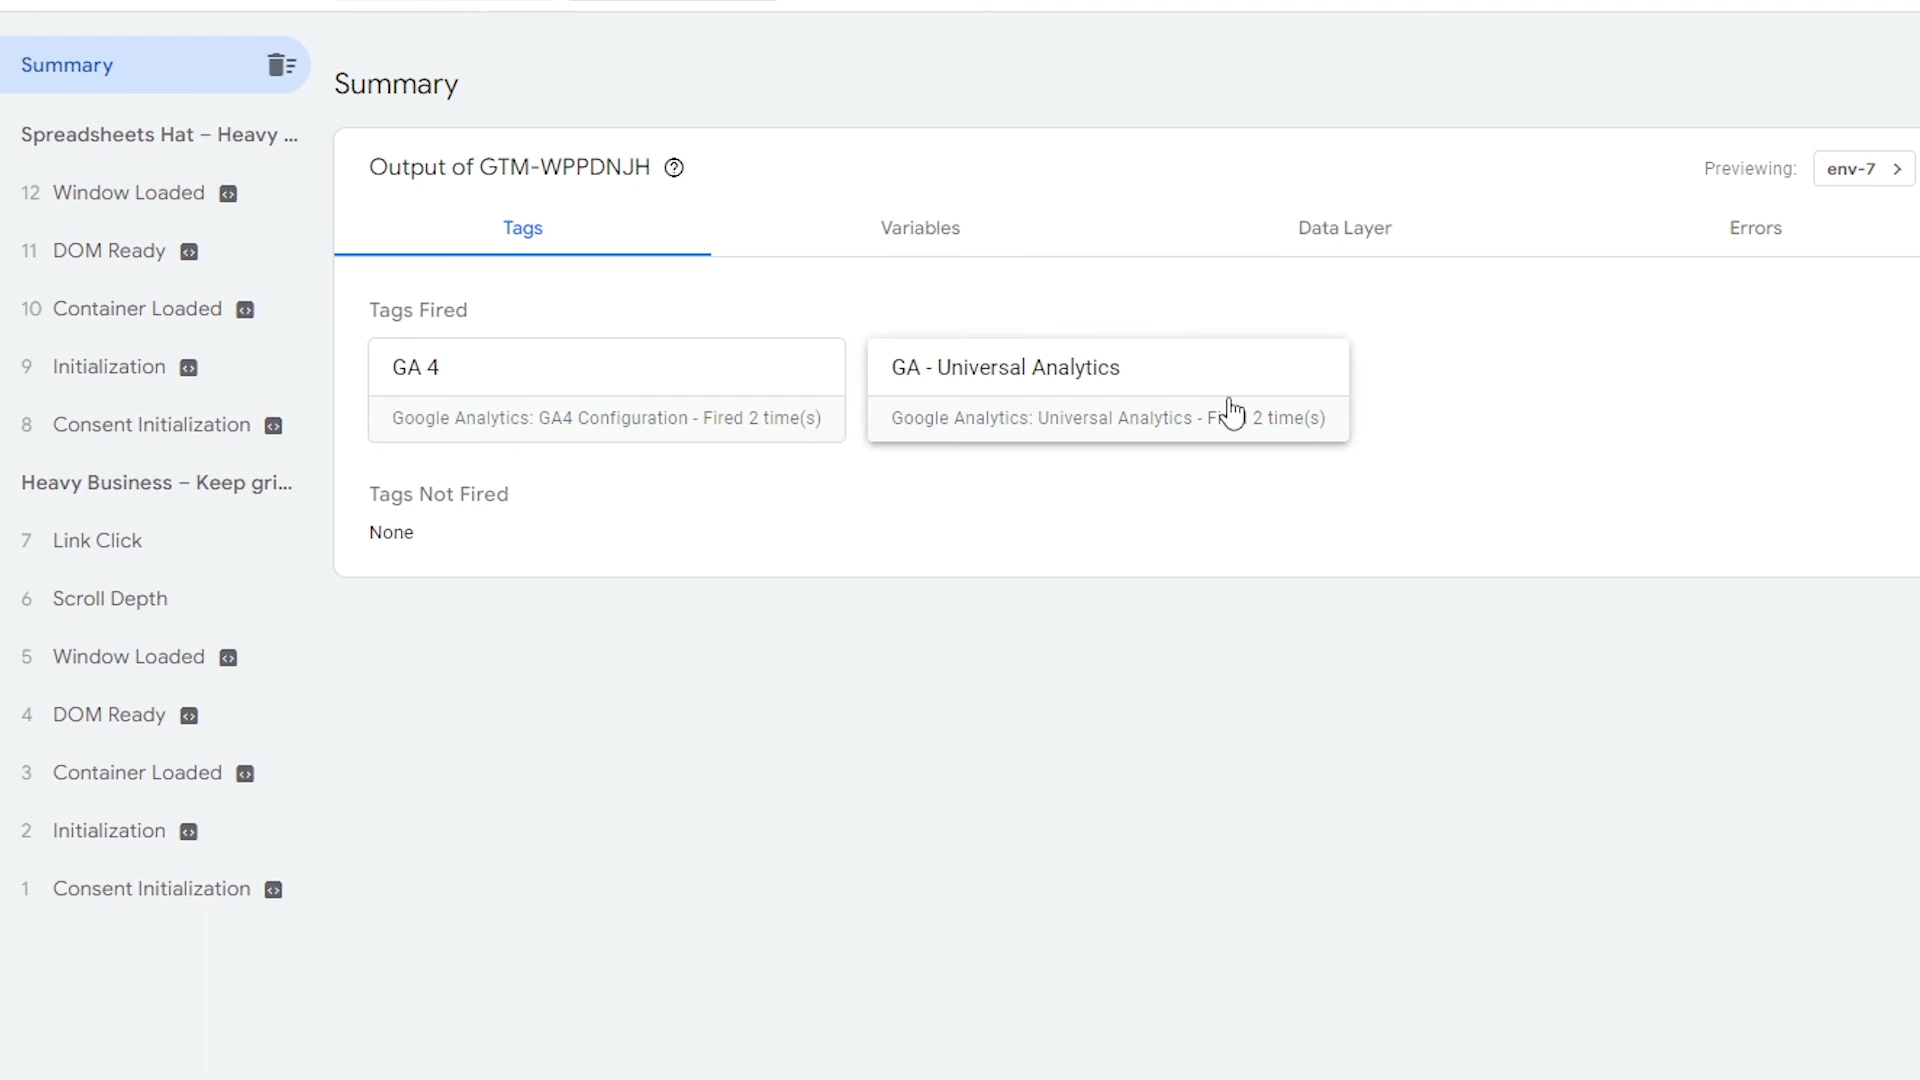 Summary
Spreadsheets Hat – Heavy ...
12 Window Loaded
11 DOM Ready
10 Container Loaded
9 Initialization
8 Consent Initialization
Heavy Business – Keep gri...
7 Link Click
6 Scroll Depth
5 Window Loaded
4 DOM Ready
3 Container Loaded
2 Initialization
1 Consent Initialization
Summary
Output of GTM-WPPDNJH
Previewing: env-7
Tags Variables Data Layer Errors
Tags Fired
GA 4
Google Analytics: GA4 Configuration - Fired 2 time(s)
GA - Universal Analytics
Google Analytics: Universal Analytics - Fired 2 time(s)
Tags Not Fired
None